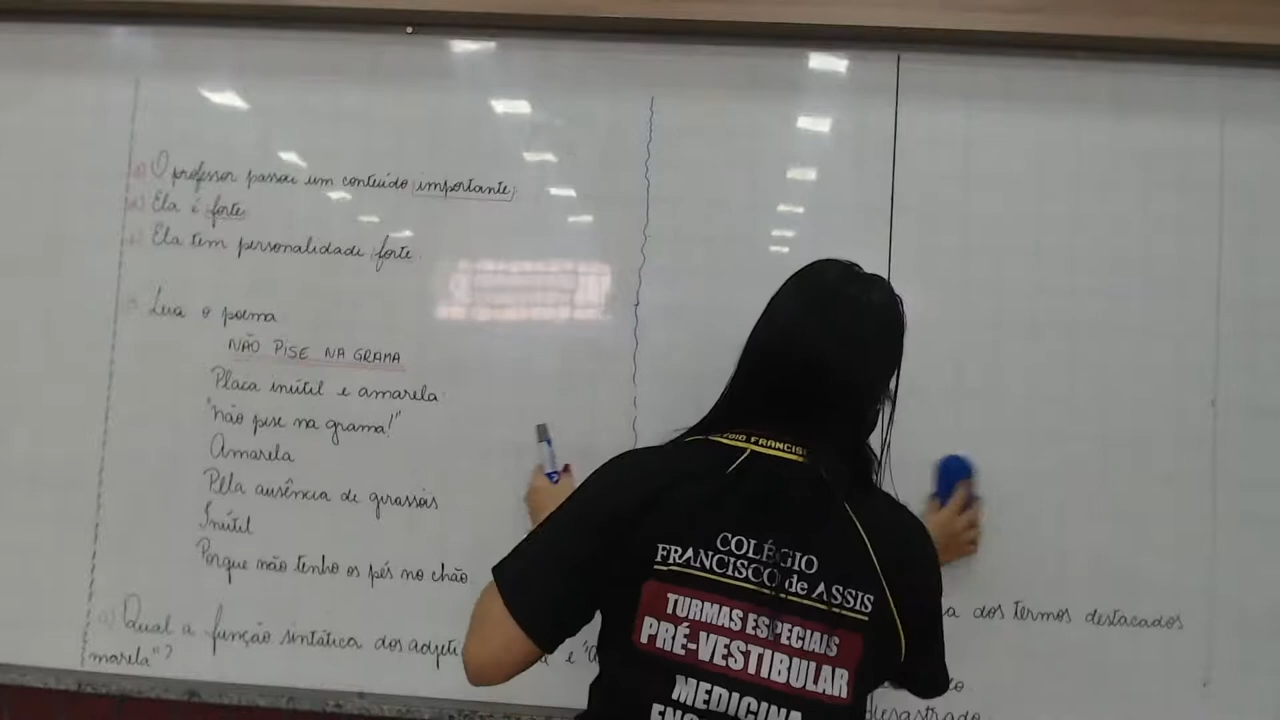 O professor passou um conteúdo importante;
Ela é forte
Ela tem personalidade forte.
Leia o poema
NÃO PISE NA GRAMA
Placa inútil e amarela
"não pise na grama!"
Amarela
Pela ausência de girassóis
Inútil
Porque não tenho os pés no chão
Qual a função sintática dos adjeti
e "a
marela"?
a dos termos destacados
desastrado
COLÉGIO
FRANCISCO de ASSIS
TURMAS ESPECIAIS
PRÉ-VESTIBULAR
MEDICINA